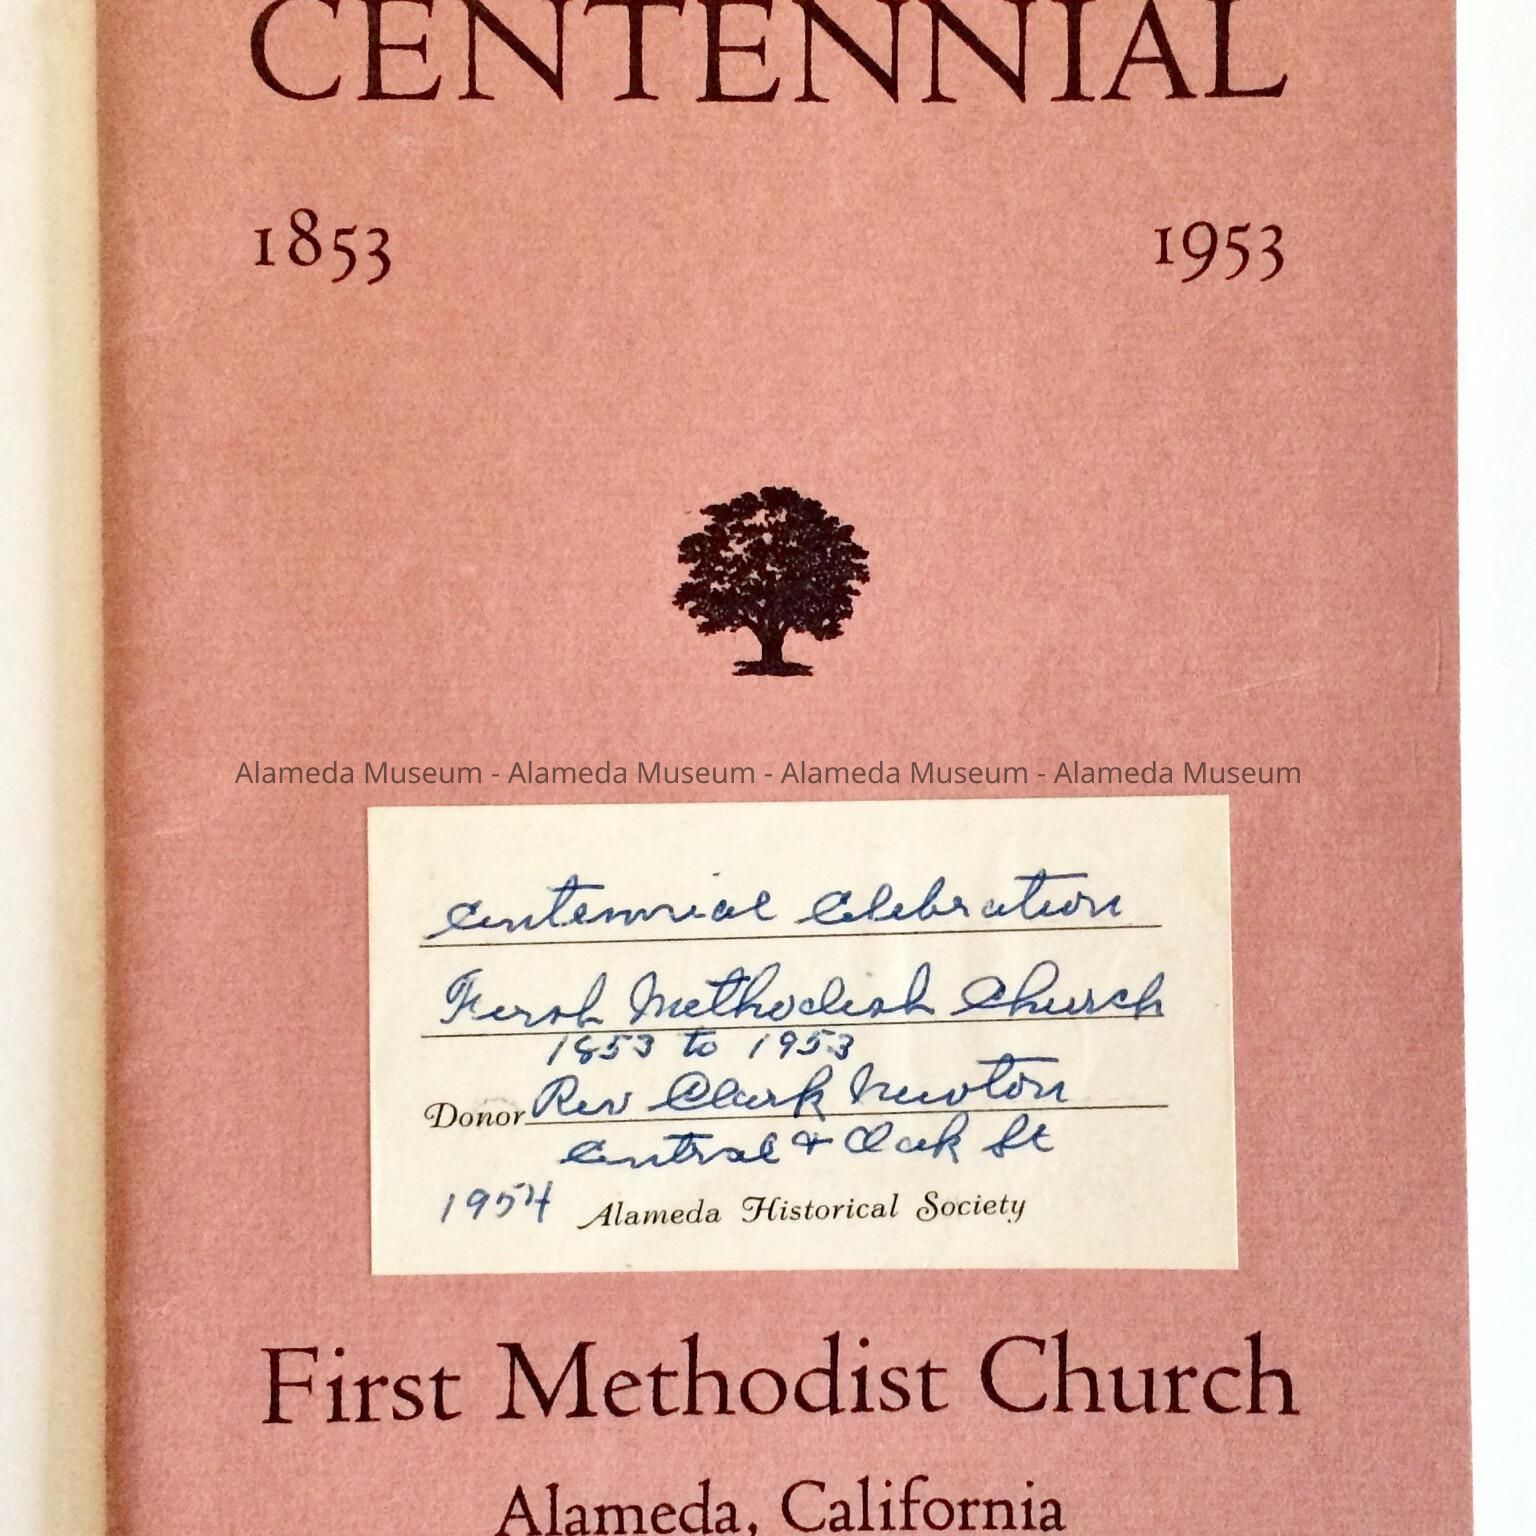 CENTENNIAL
1853 1953
Alameda Museum - Alameda Museum - Alameda Museum - Alameda Museum
Centennial Celebration
First Methodist Church
1853 to 1953
Donor Rev Clark Newton
Central & Oak St
1954 Alameda Historical Society
First Methodist Church
Alameda, California